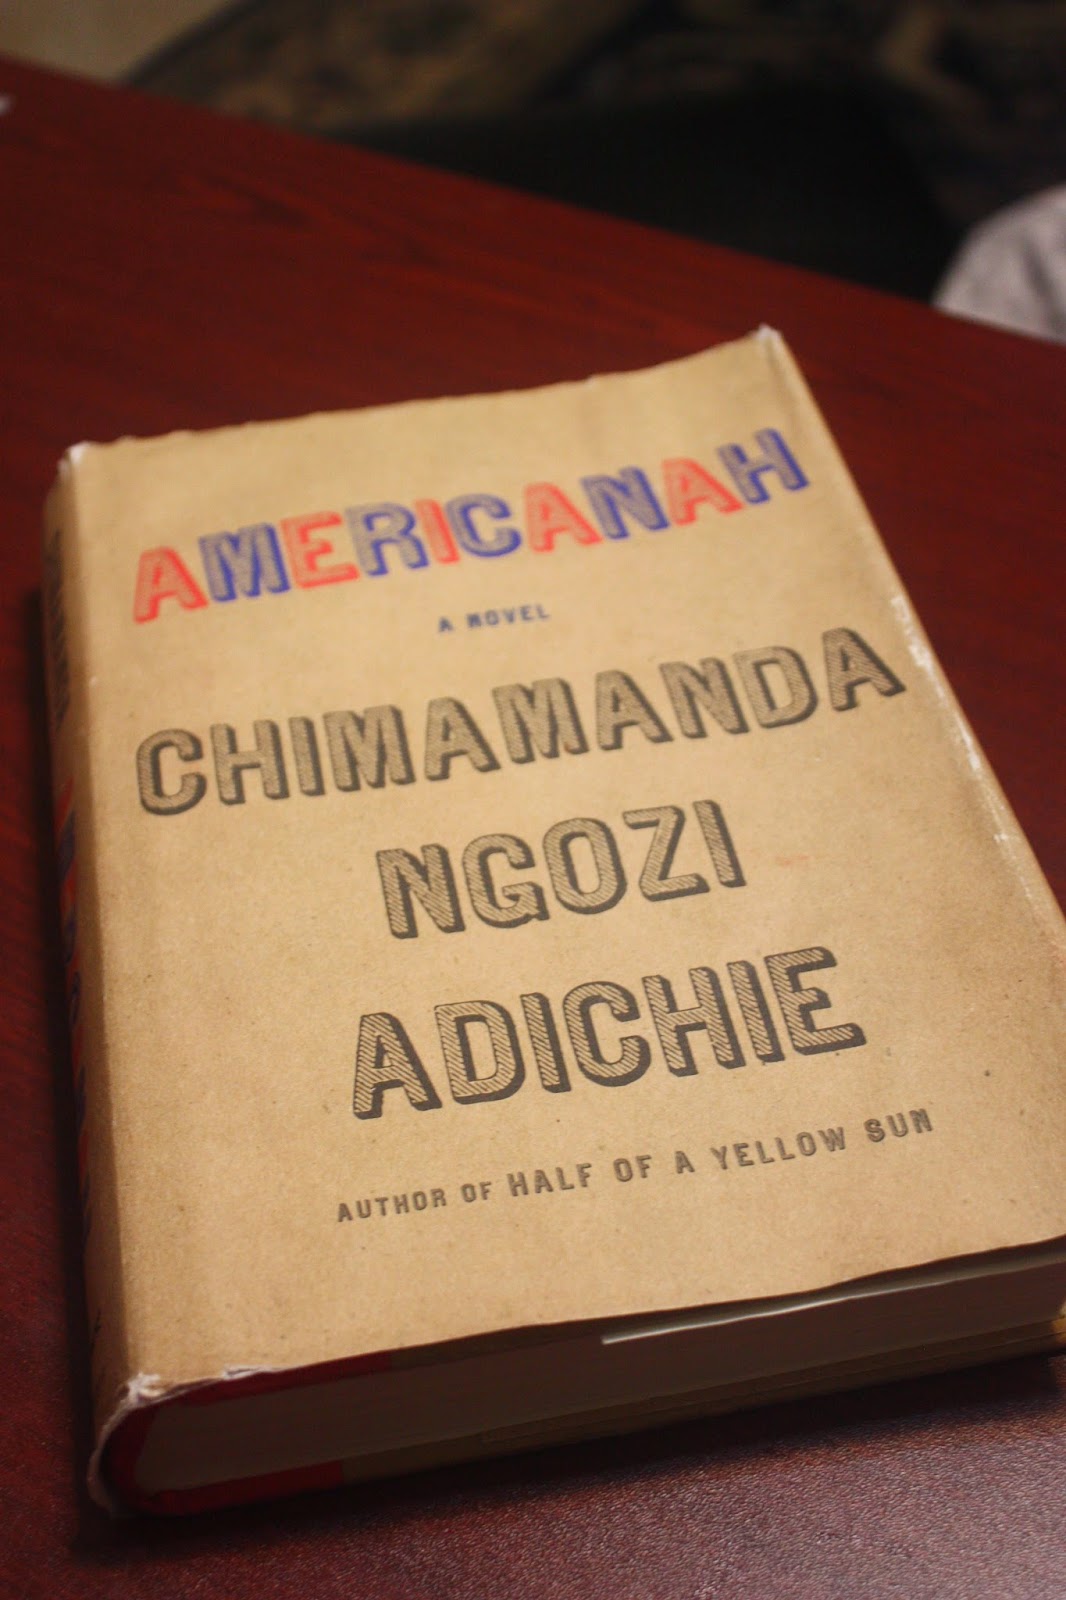 AMERICANAH
A NOVEL
CHIMAMANDA
NGOZI
ADICHIE
AUTHOR OF HALF OF A YELLOW SUN